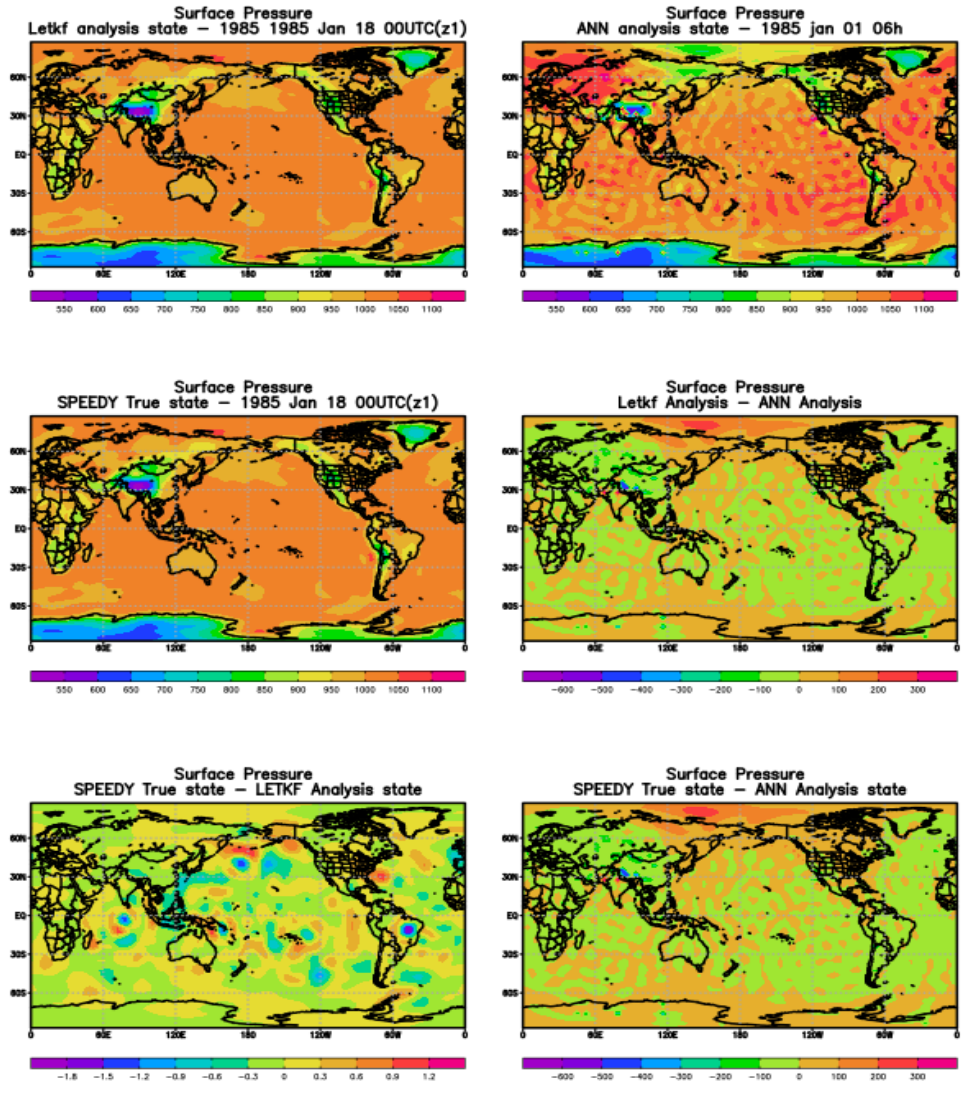 Surface Pressure
Letkf analysis state – 1985 1985 Jan 18 00UTC(z1)
60N
30N
EQ
30S
60S
0 60E 120E 180 120W 60W 0
550 600 650 700 750 800 850 900 950 1000 1050 1100
Surface Pressure
ANN analysis state – 1985 jan 01 06h
60N
30N
EQ
30S
60S
0 60E 120E 180 120W 60W 0
550 600 650 700 750 800 850 900 950 1000 1050 1100
Surface Pressure
SPEEDY True state – 1985 Jan 18 00UTC(z1)
60N
30N
EQ
30S
60S
0 60E 120E 180 120W 60W 0
550 600 650 700 750 800 850 900 950 1000 1050 1100
Surface Pressure
Letkf Analysis – ANN Analysis
60N
30N
EQ
30S
60S
0 60E 120E 180 120W 60W 0
-600 -500 -400 -300 -200 -100 0 100 200 300
Surface Pressure
SPEEDY True state – LETKF Analysis state
60N
30N
EQ
30S
60S
0 60E 120E 180 120W 60W 0
-1.8 -1.5 -1.2 -0.9 -0.6 -0.3 0 0.3 0.6 0.9 1.2
Surface Pressure
SPEEDY True state – ANN Analysis state
60N
30N
EQ
30S
60S
0 60E 120E 180 120W 60W 0
-600 -500 -400 -300 -200 -100 0 100 200 300